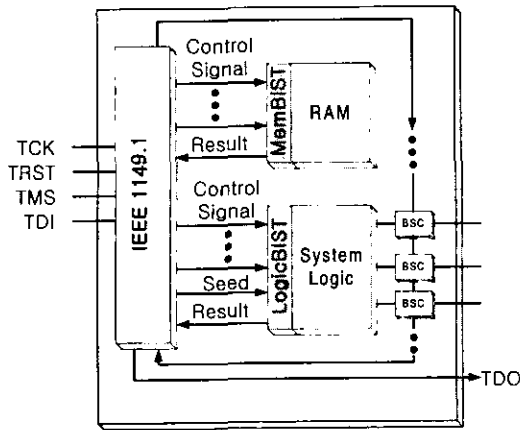 Control
Signal
MemBIST
RAM
Result
TCK
TRST
TMS
TDI
IEEE 1149.1
Control
Signal
LogicBIST
System
Logic
Seed
Result
BSC
BSC
BSC
TDO